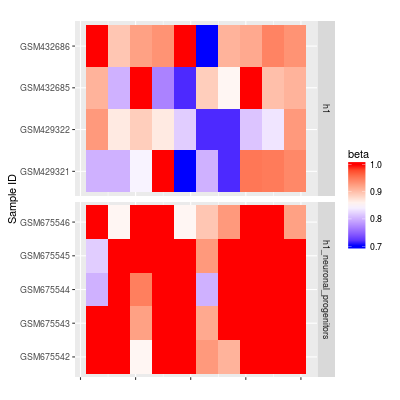 GSM432686
GSM432685
GSM429322
GSM429321
h1
GSM675546
GSM675545
GSM675544
GSM675543
GSM675542
h1_neuronal_progenitors
Sample ID
beta
1.0
0.9
0.8
0.7